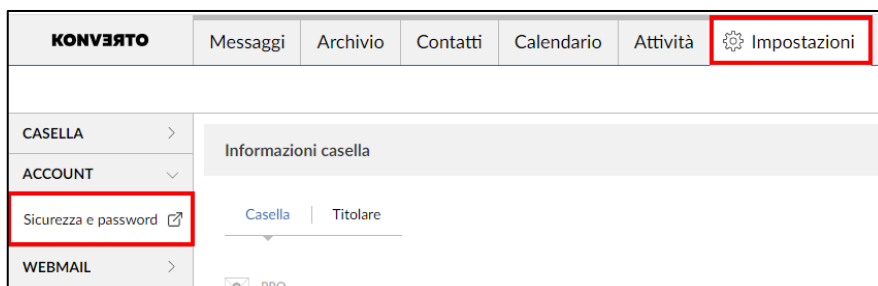 KONVERTO
Messaggi Archivio Contatti Calendario Attività Impostazioni
CASELLA
Informazioni casella
ACCOUNT
Sicurezza e password
Casella Titolare
WEBMAIL